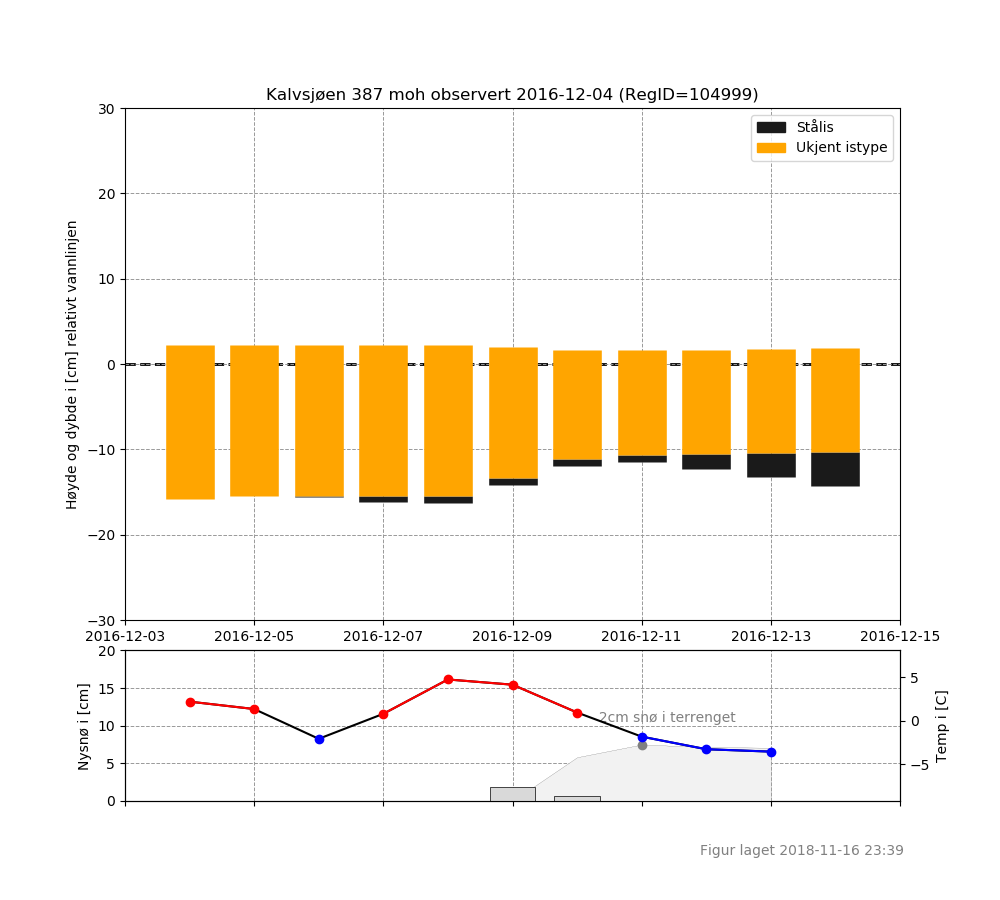 Kalvsjøen 387 moh observert 2016-12-04 (RegID=104999)
Stålis
Ukjent istype
Høyde og dybde i [cm] relativt vannlinjen
30
20
10
0
−10
−20
−30
2016-12-03 2016-12-05 2016-12-07 2016-12-09 2016-12-11 2016-12-13 2016-12-15
Nysnø i [cm]
20
15
10
5
0
2cm snø i terrenget
5
0
−5
Temp i [C]
Figur laget 2018-11-16 23:39